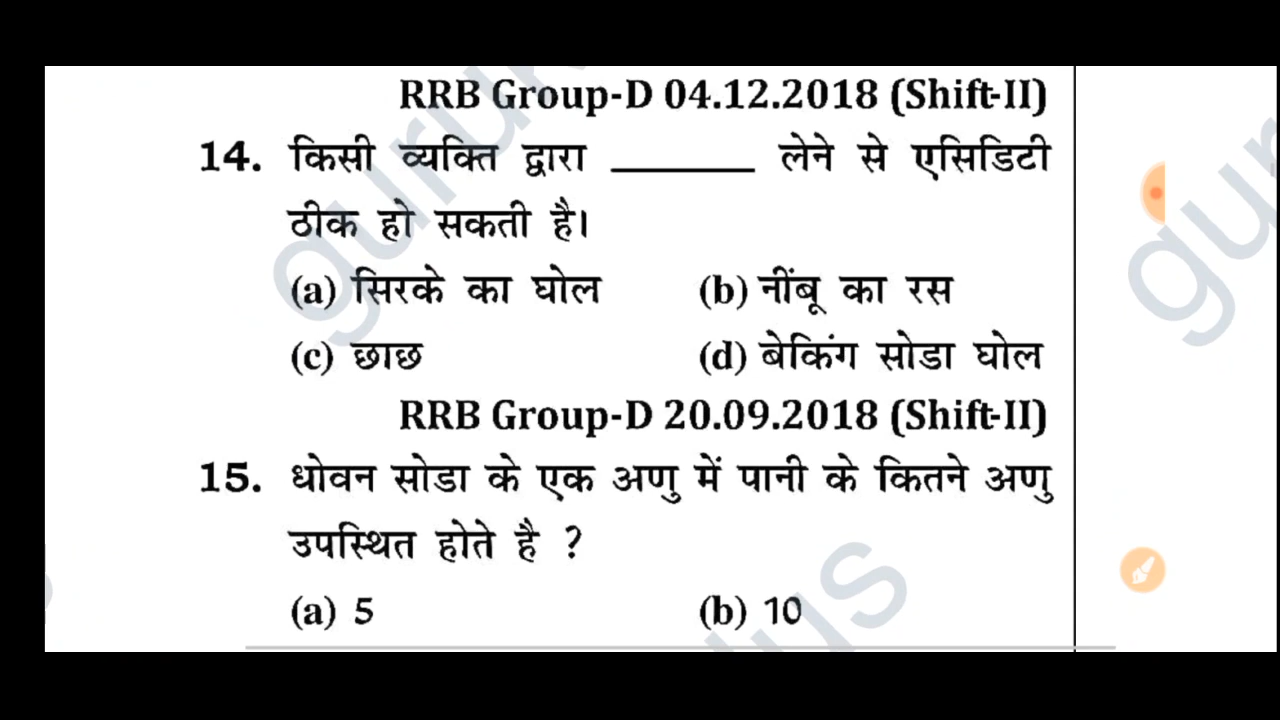 RRB Group-D 04.12.2018 (Shift-II)
14. किसी व्यक्ति द्वारा ________ लेने से एसिडिटी
ठीक हो सकती है।
(a) सिरके का घोल (b) नींबू का रस
(c) छाछ (d) बेकिंग सोडा घोल
RRB Group-D 20.09.2018 (Shift-II)
15. धोवन सोडा के एक अणु में पानी के कितने अणु
उपस्थित होते है ?
(a) 5 (b) 10